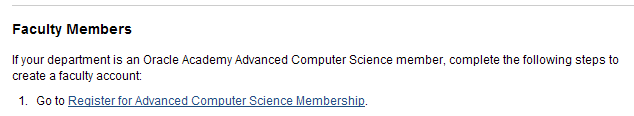 Faculty Members
If your department is an Oracle Academy Advanced Computer Science member, complete the following steps to
create a faculty account:
1. Go to Register for Advanced Computer Science Membership.